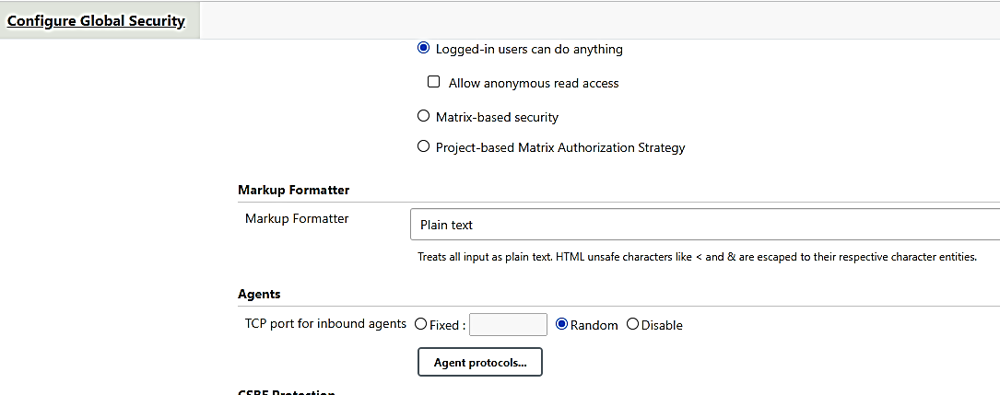 Configure Global Security
Logged-in users can do anything
Allow anonymous read access
Matrix-based security
Project-based Matrix Authorization Strategy
Markup Formatter
Markup Formatter
Plain text
Treats all input as plain text. HTML unsafe characters like < and & are escaped to their respective character entities.
Agents
TCP port for inbound agents Fixed : Random Disable
Agent protocols...
CSRF Protection